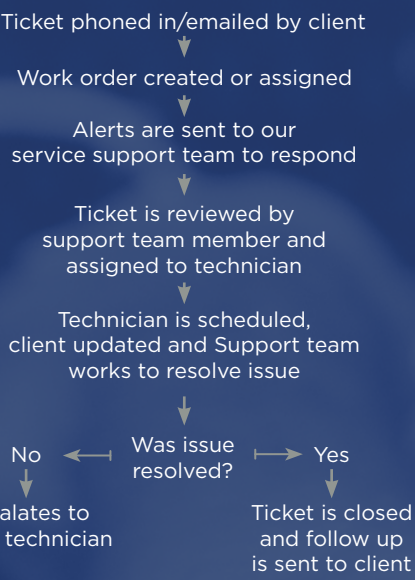 Ticket phoned in/emailed by client
Work order created or assigned
Alerts are sent to our
service support team to respond
Ticket is reviewed by
support team member and
assigned to technician
Technician is scheduled,
client updated and Support team
works to resolve issue
Was issue
resolved?
No
Yes
alates to
technician
Ticket is closed
and follow up
is sent to client